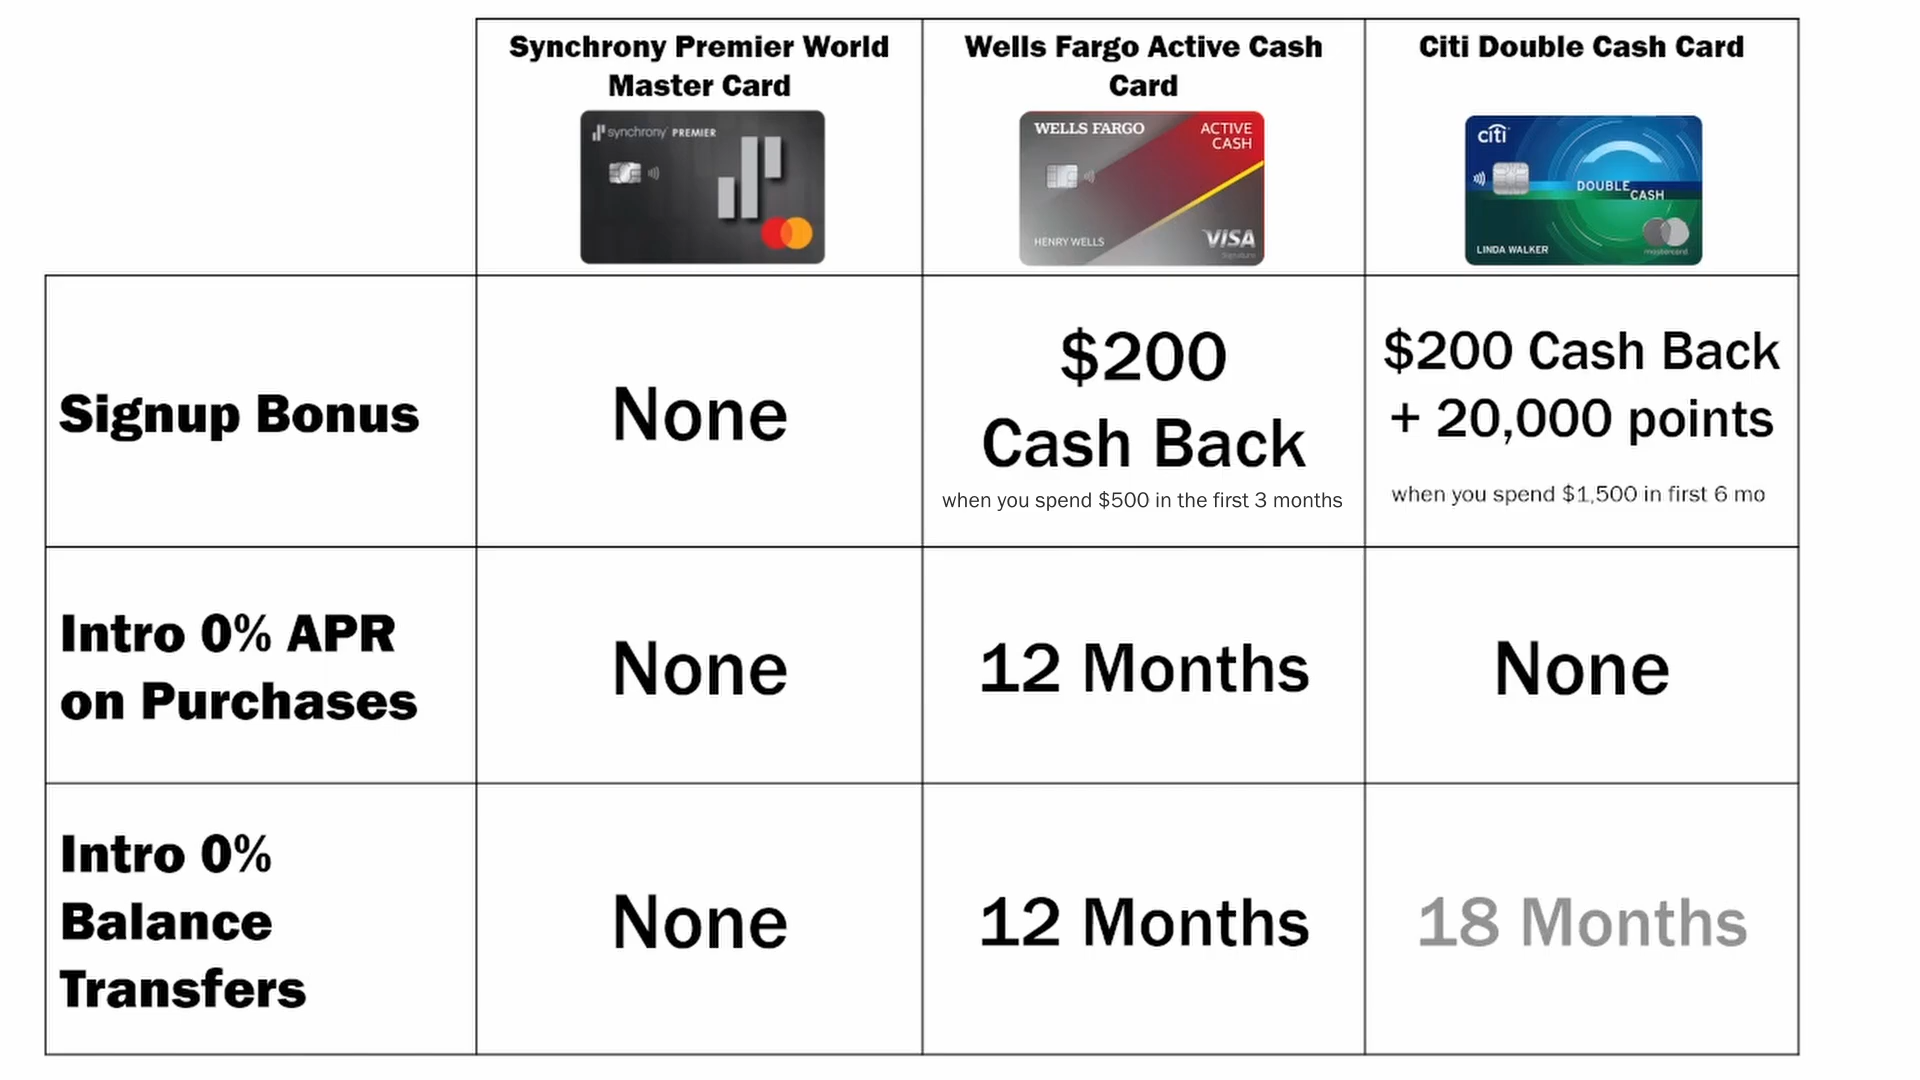 Synchrony Premier World
Master Card
Wells Fargo Active Cash
Card
Citi Double Cash Card
synchrony PREMIER
WELLS FARGO
ACTIVE
CASH
HENRY WELLS
VISA
Signature
citi
DOUBLE
CASH
LINDA WALKER
mastercard
Signup Bonus
None
$200
Cash Back
when you spend $500 in the first 3 months
$200 Cash Back
+ 20,000 points
when you spend $1,500 in first 6 mo
Intro 0% APR
on Purchases
None
12 Months
None
Intro 0%
Balance
Transfers
None
12 Months
18 Months